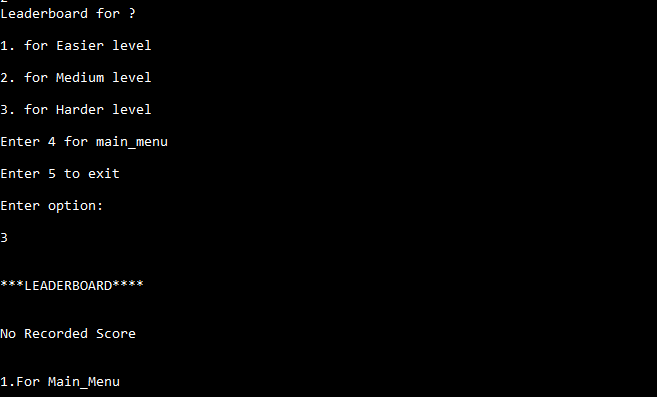 Leaderboard for ?
1. for Easier level
2. for Medium level
3. for Harder level
Enter 4 for main_menu
Enter 5 to exit
Enter option:
3
***LEADERBOARD****
No Recorded Score
1.For Main_Menu